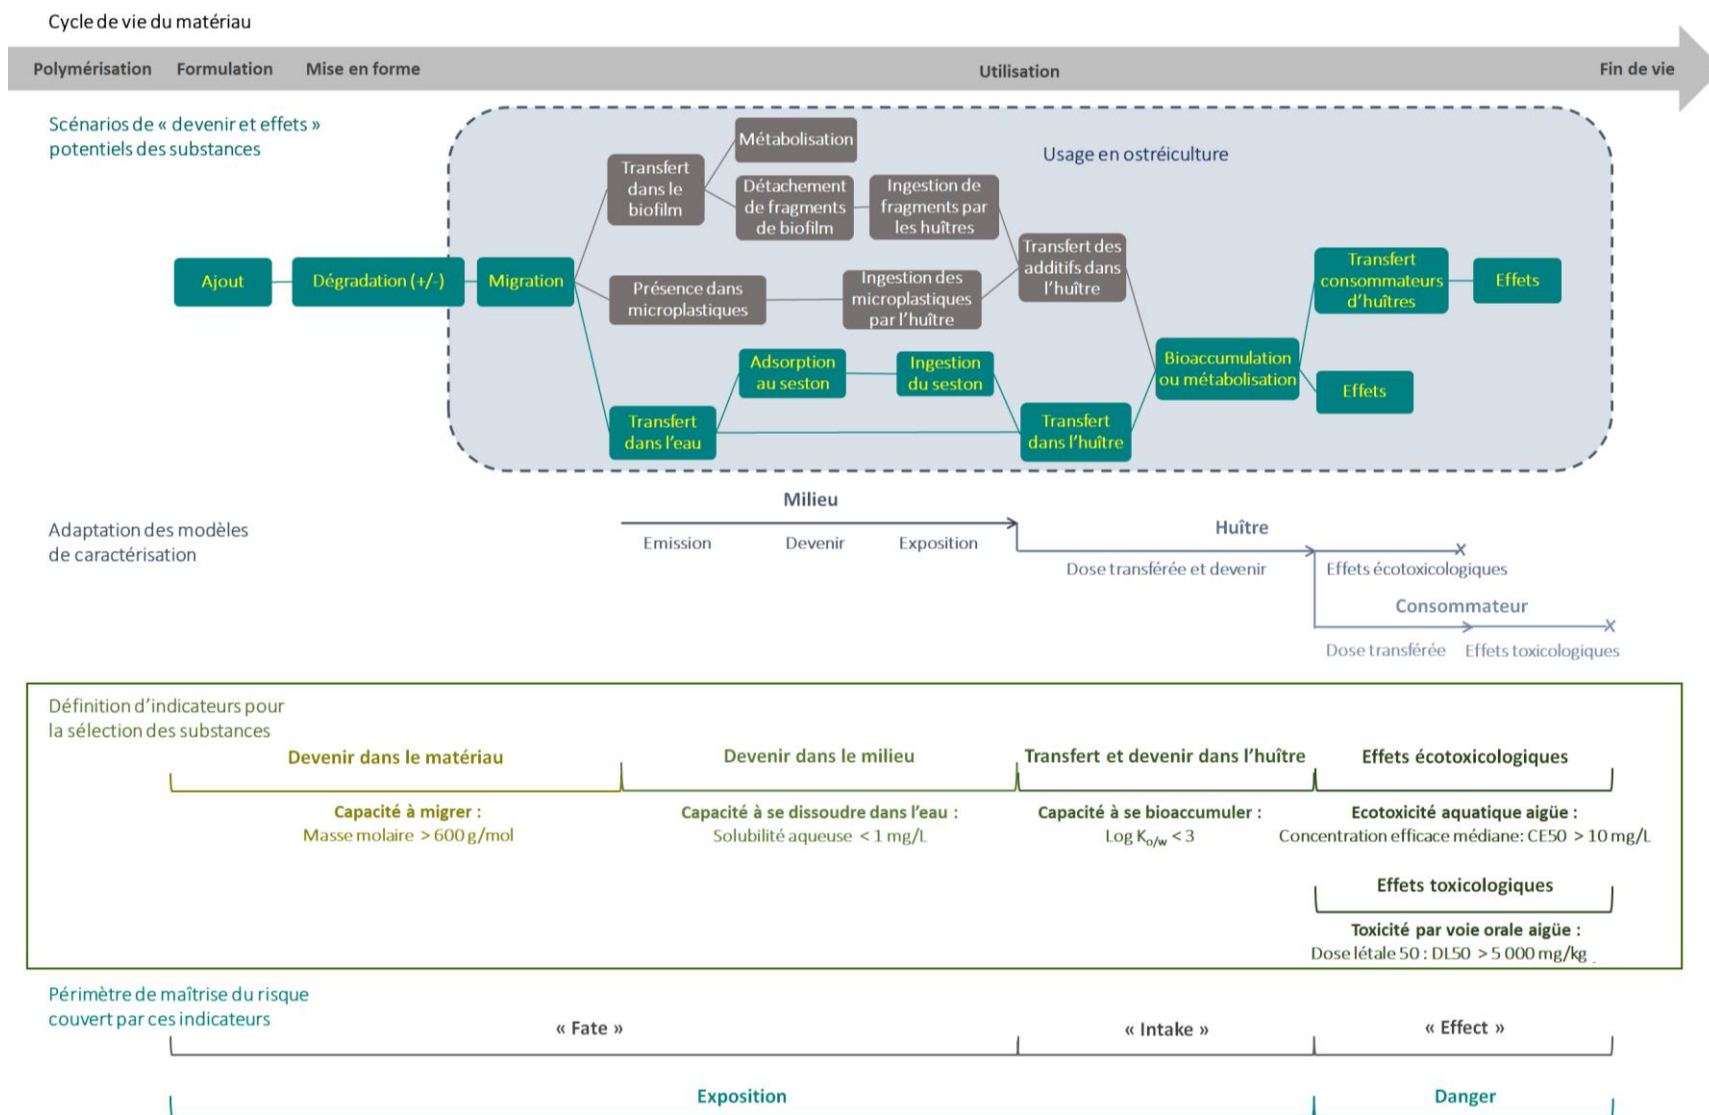 Cycle de vie du matériau
Polymérisation Formulation Mise en forme Utilisation Fin de vie
Scénarios de « devenir et effets »
potentiels des substances
Usage en ostréiculture
Ajout
Dégradation (+/-)
Migration
Transfert
dans le
biofilm
Métabolisation
Détachement
de fragments
de biofilm
Ingestion de
fragments par
les huîtres
Présence dans
microplastiques
Ingestion des
microplastiques
par l'huître
Transfert des
additifs dans
l'huître
Transfert
dans l'eau
Adsorption
au seston
Ingestion
du seston
Transfert
dans l'huître
Bioaccumulation
ou métabolisation
Transfert
consommateurs
d'huîtres
Effets
Effets
Adaptation des modèles
de caractérisation
Milieu
Emission Devenir Exposition
Huître
Dose transférée et devenir Effets écotoxicologiques
Consommateur
Dose transférée Effets toxicologiques
Définition d'indicateurs pour
la sélection des substances
Devenir dans le matériau
Capacité à migrer :
Masse molaire > 600 g/mol
Devenir dans le milieu
Capacité à se dissoudre dans l'eau :
Solubilité aqueuse < 1 mg/L
Transfert et devenir dans l'huître
Capacité à se bioaccumuler :
Log Ko/w < 3
Effets écotoxicologiques
Ecotoxicité aquatique aigüe :
Concentration efficace médiane: CE50 > 10 mg/L
Effets toxicologiques
Toxicité par voie orale aigüe :
Dose létale 50 : DL50 > 5 000 mg/kg
Périmètre de maîtrise du risque
couvert par ces indicateurs
« Fate » « Intake » « Effect »
Exposition Danger